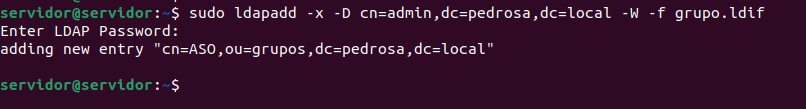 servidor@servidor:~$ sudo ldapadd -x -D cn=admin,dc=pedrosa,dc=local -W -f grupo.ldif
Enter LDAP Password:
adding new entry "cn=ASO,ou=grupos,dc=pedrosa,dc=local"
servidor@servidor:~$